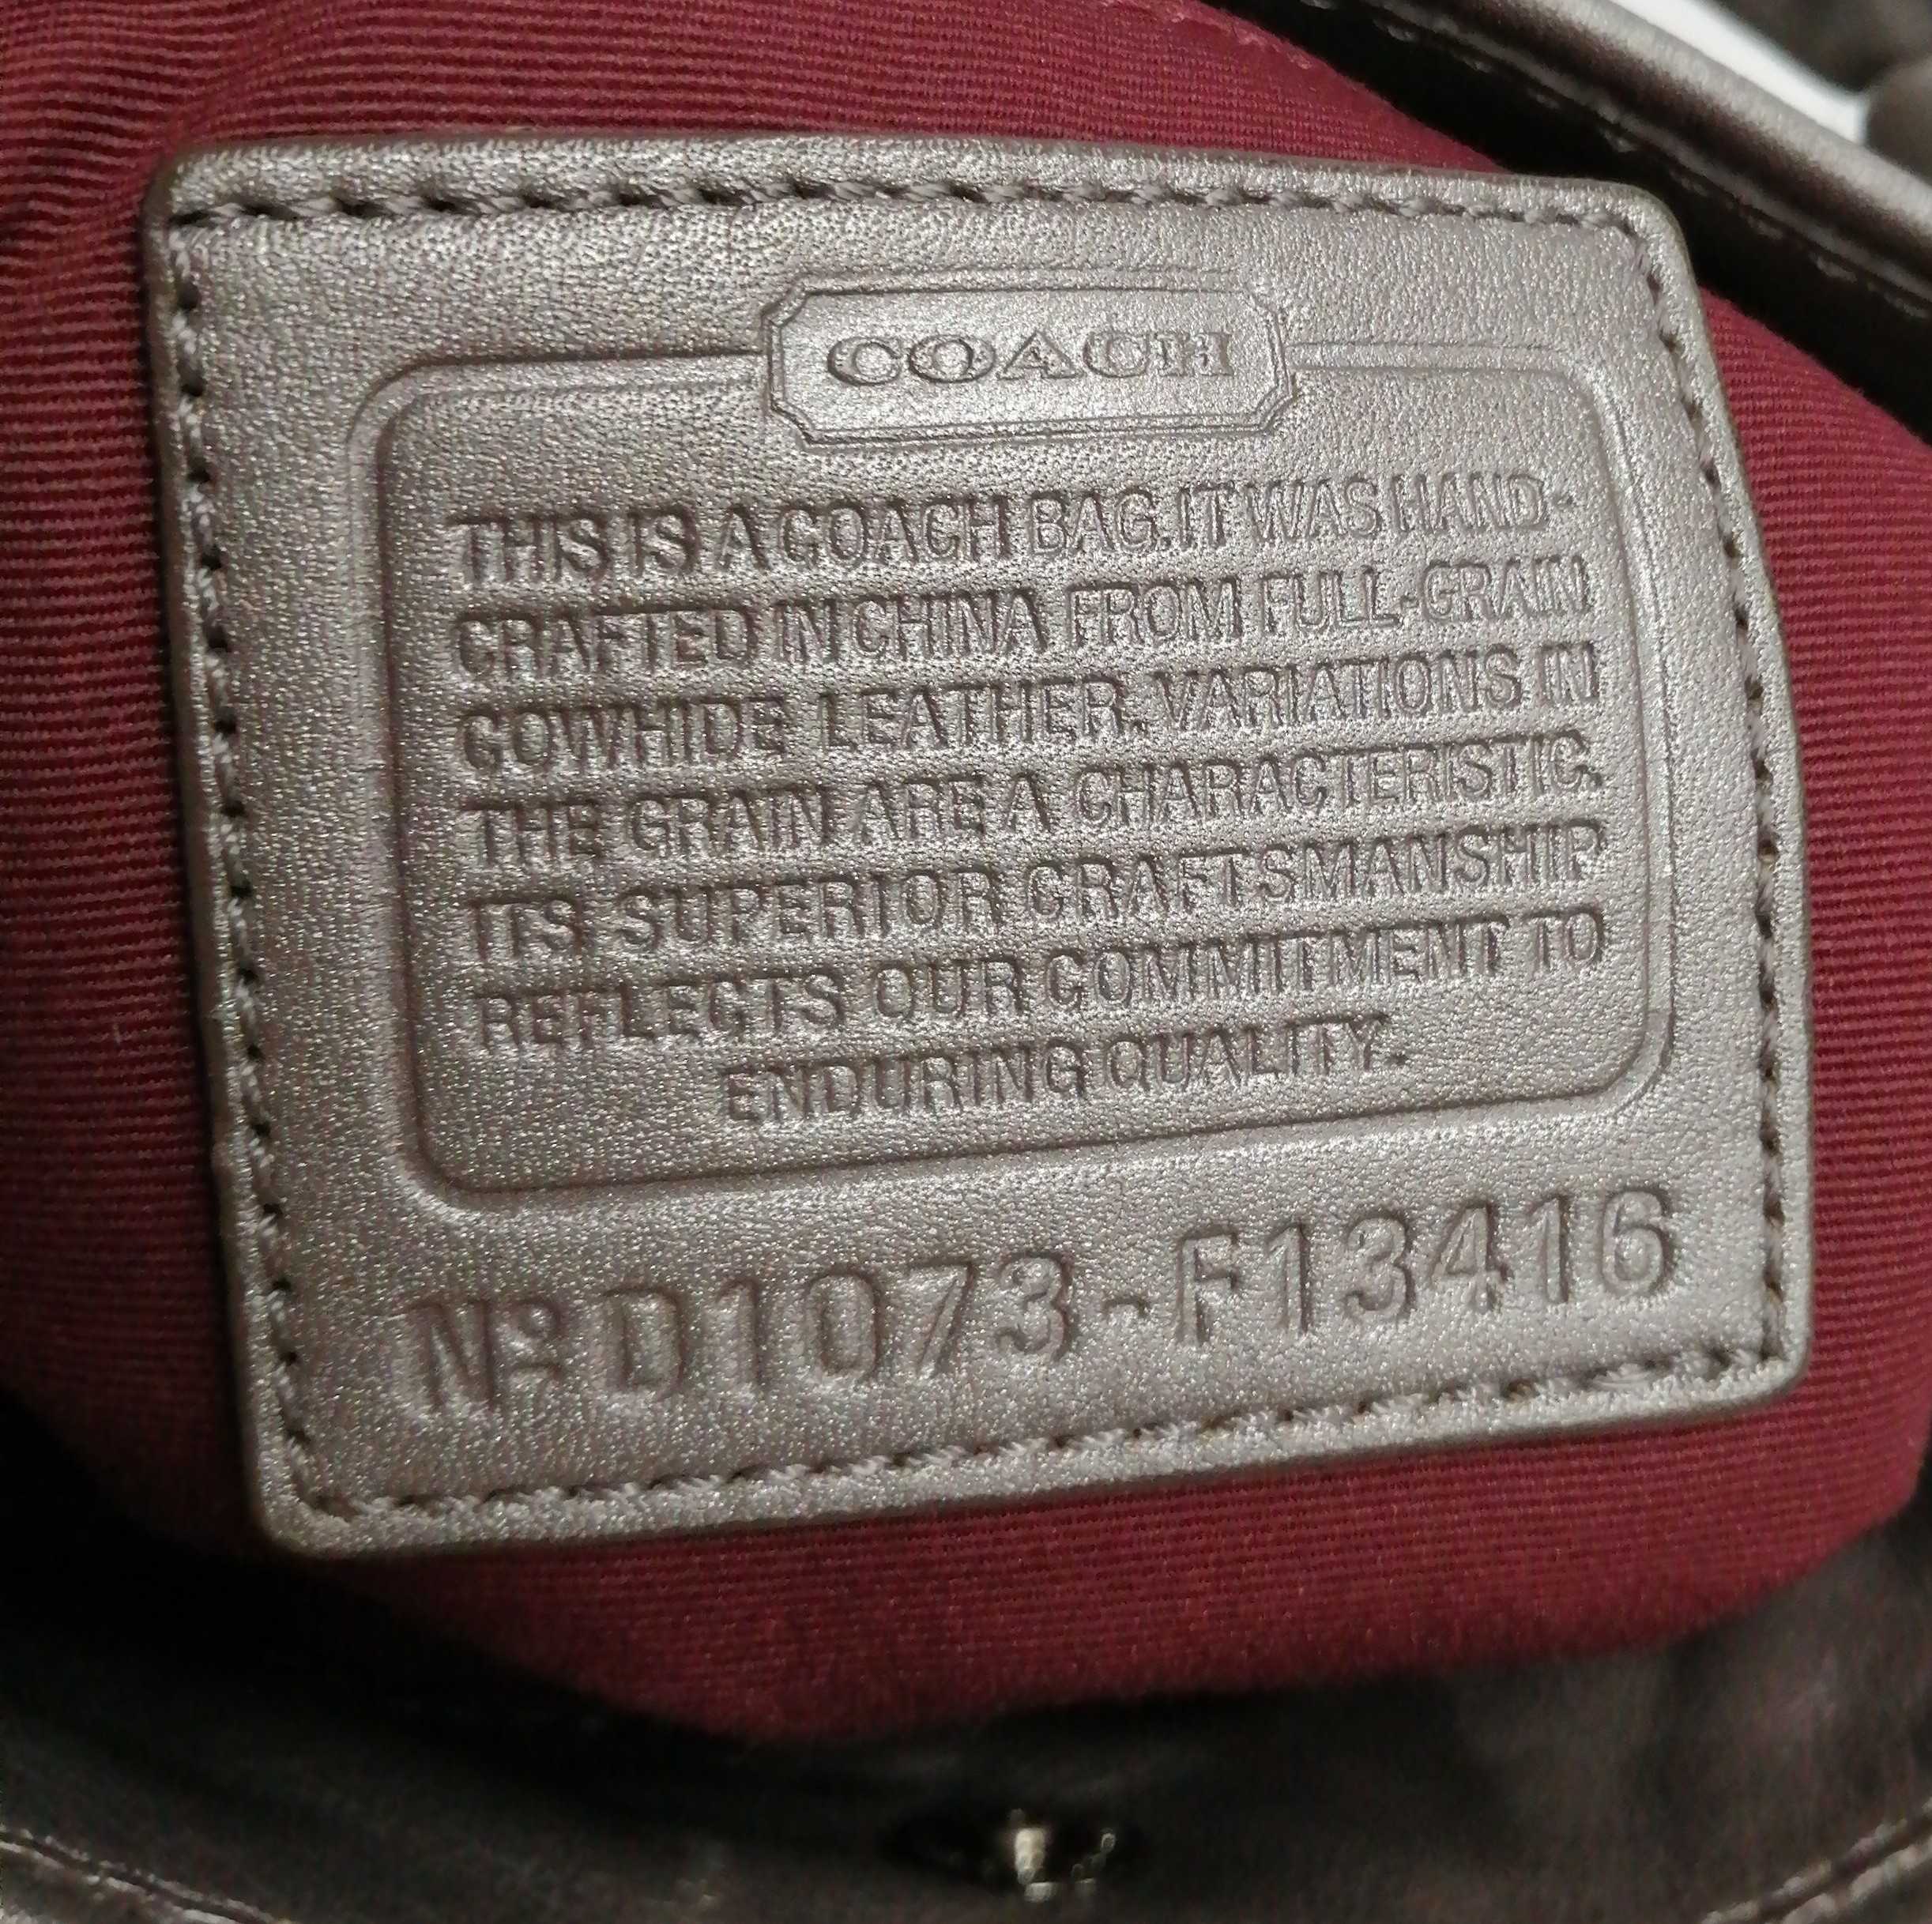 COACH
THIS IS A COACH BAG. IT WAS HAND-
CRAFTED IN CHINA FROM FULL-GRAIN
COWHIDE LEATHER. VARIATIONS IN
THE GRAIN ARE A CHARACTERISTIC.
ITS SUPERIOR CRAFTSMANSHIP
REFLECTS OUR COMMITMENT TO
ENDURING QUALITY.
Nº D1073-F13416